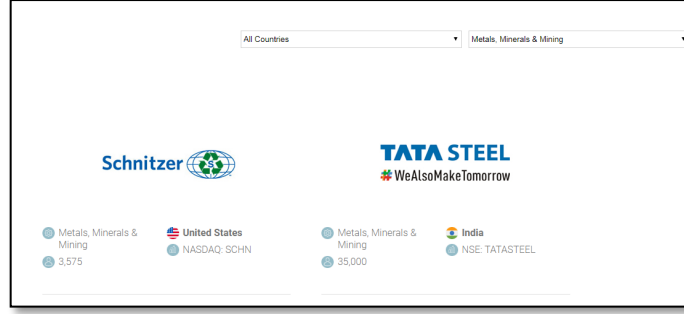 All Countries
Metals, Minerals & Mining
Schnitzer S
TATA STEEL
#WeAlsoMakeTomorrow
Metals, Minerals &
Mining
3,575
United States
NASDAQ: SCHN
Metals, Minerals &
Mining
35,000
India
NSE: TATASTEEL